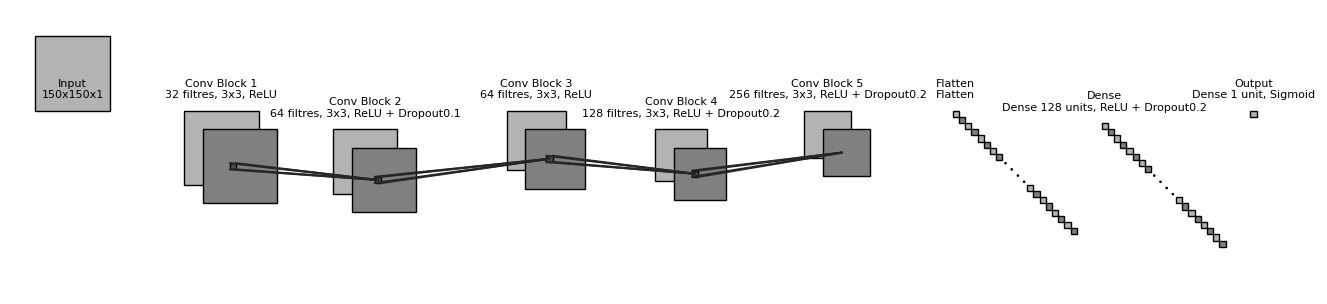 Input
150x150x1
Conv Block 1
32 filtres, 3x3, ReLU
Conv Block 2
64 filtres, 3x3, ReLU + Dropout0.1
Conv Block 3
64 filtres, 3x3, ReLU
Conv Block 4
128 filtres, 3x3, ReLU + Dropout0.2
Conv Block 5
256 filtres, 3x3, ReLU + Dropout0.2
Flatten
Flatten
Dense
Dense 128 units, ReLU + Dropout0.2
Output
Dense 1 unit, Sigmoid